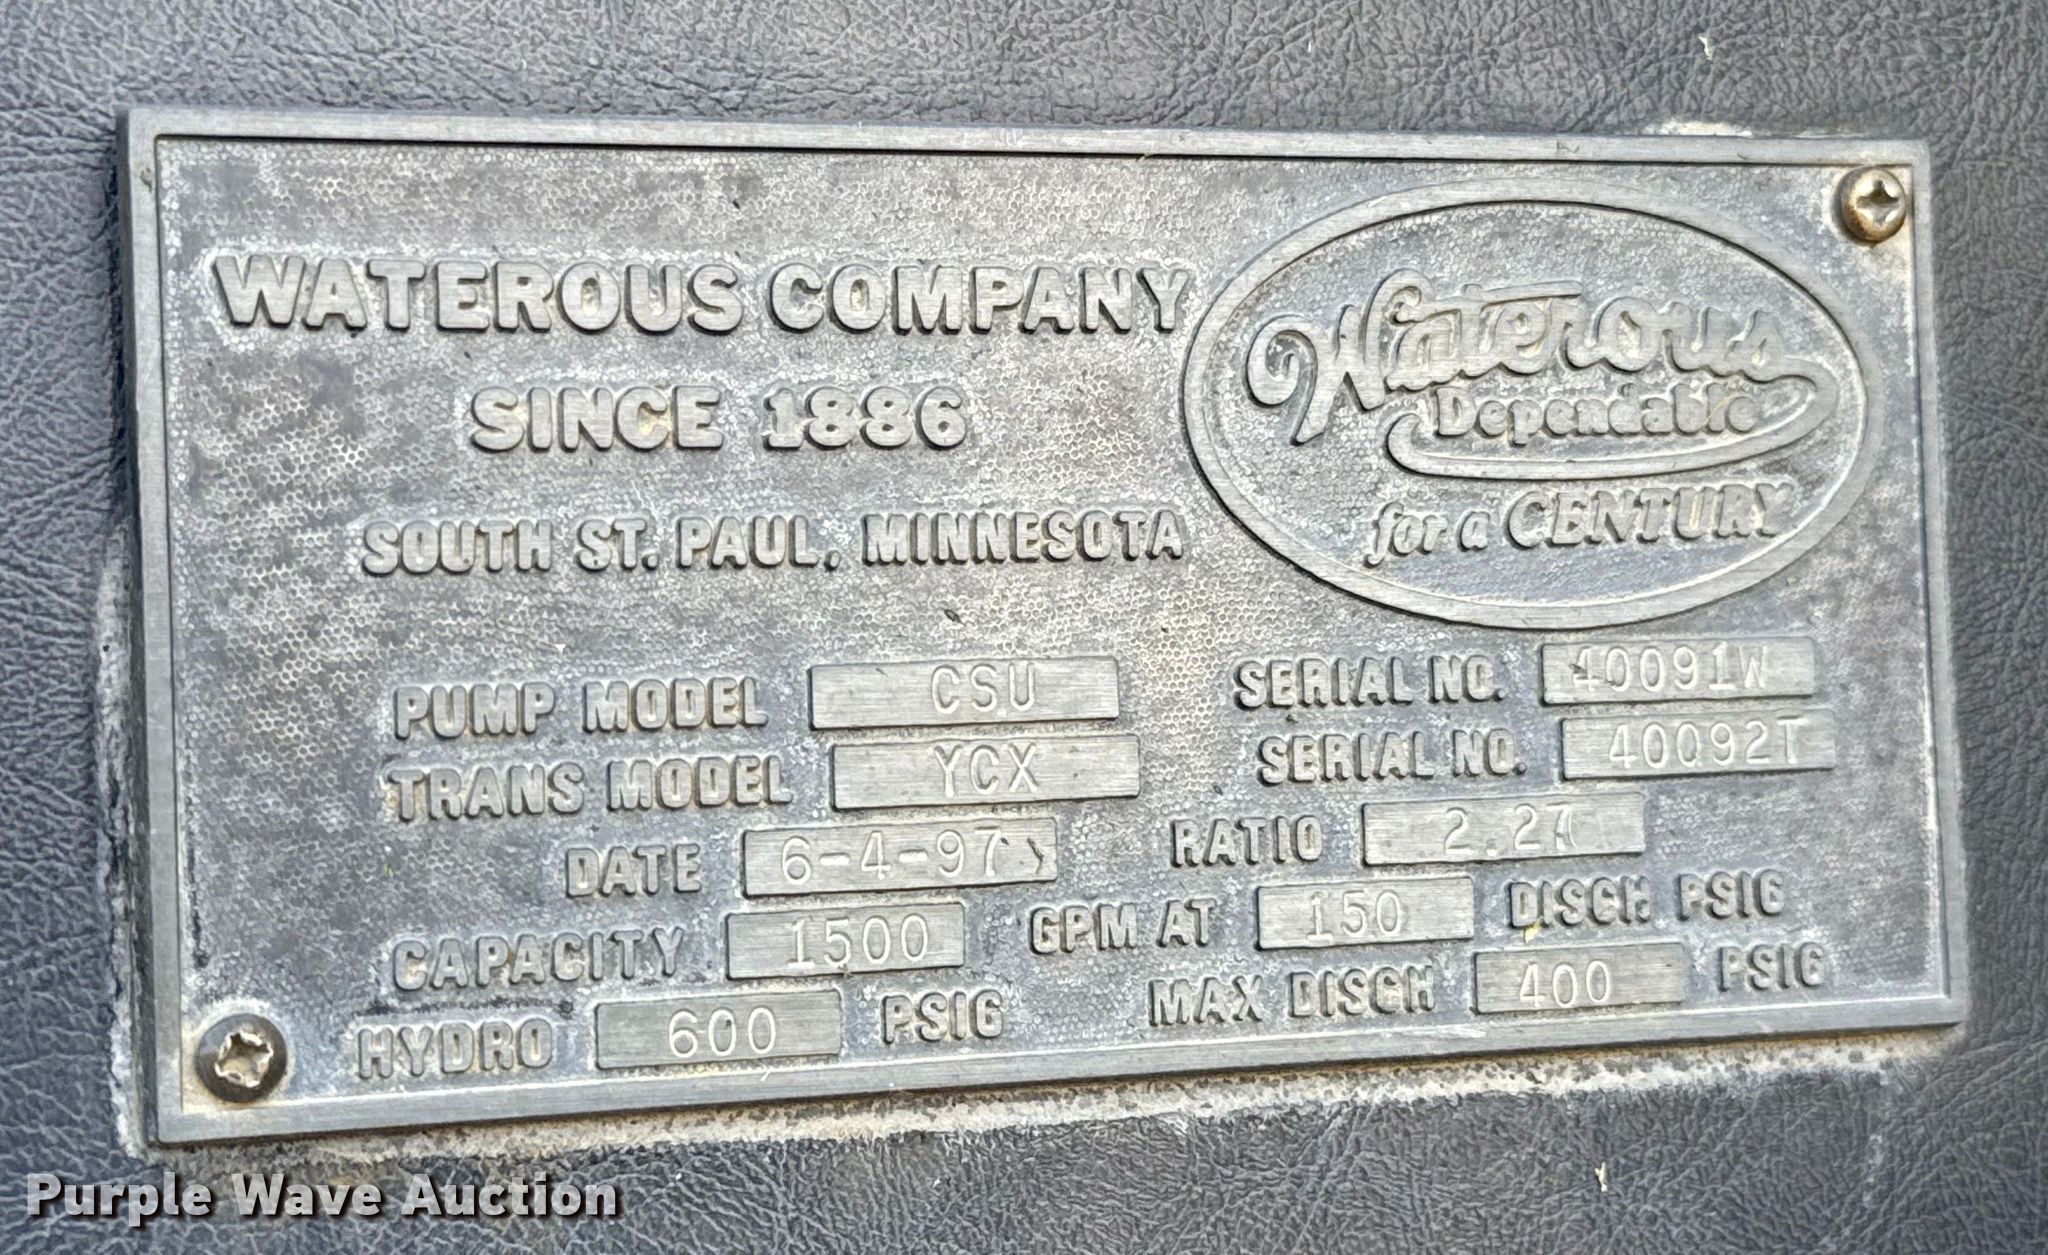 WATEROUS COMPANY
SINCE 1886
SOUTH ST. PAUL, MINNESOTA
Waterous
Dependable
for a CENTURY
PUMP MODEL CSU SERIAL NO. 40091W
TRANS MODEL YCX SERIAL NO. 40092T
DATE 6-4-97 RATIO 2.27
CAPACITY 1500 GPM AT 150 DISCH PSIG
HYDRO 600 PSIG MAX DISCH 400 PSIG
Purple Wave Auction